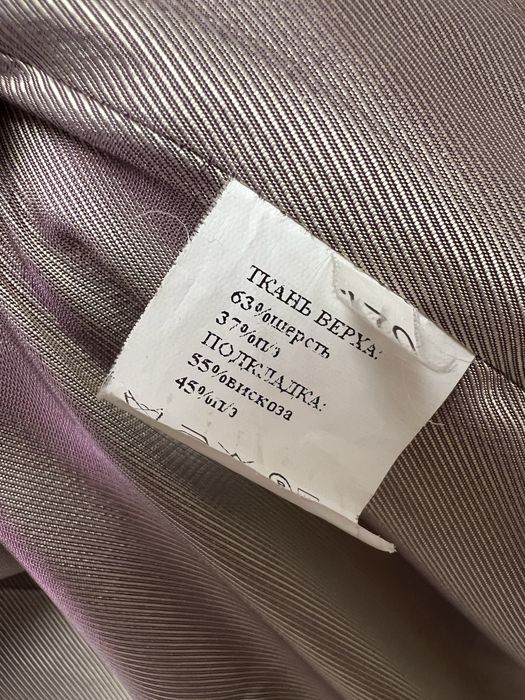 ТКАНЬ ВЕРХА:
63%шерсть
37%п/э
ПОДКЛАДКА:
55%вискоза
45%п/э